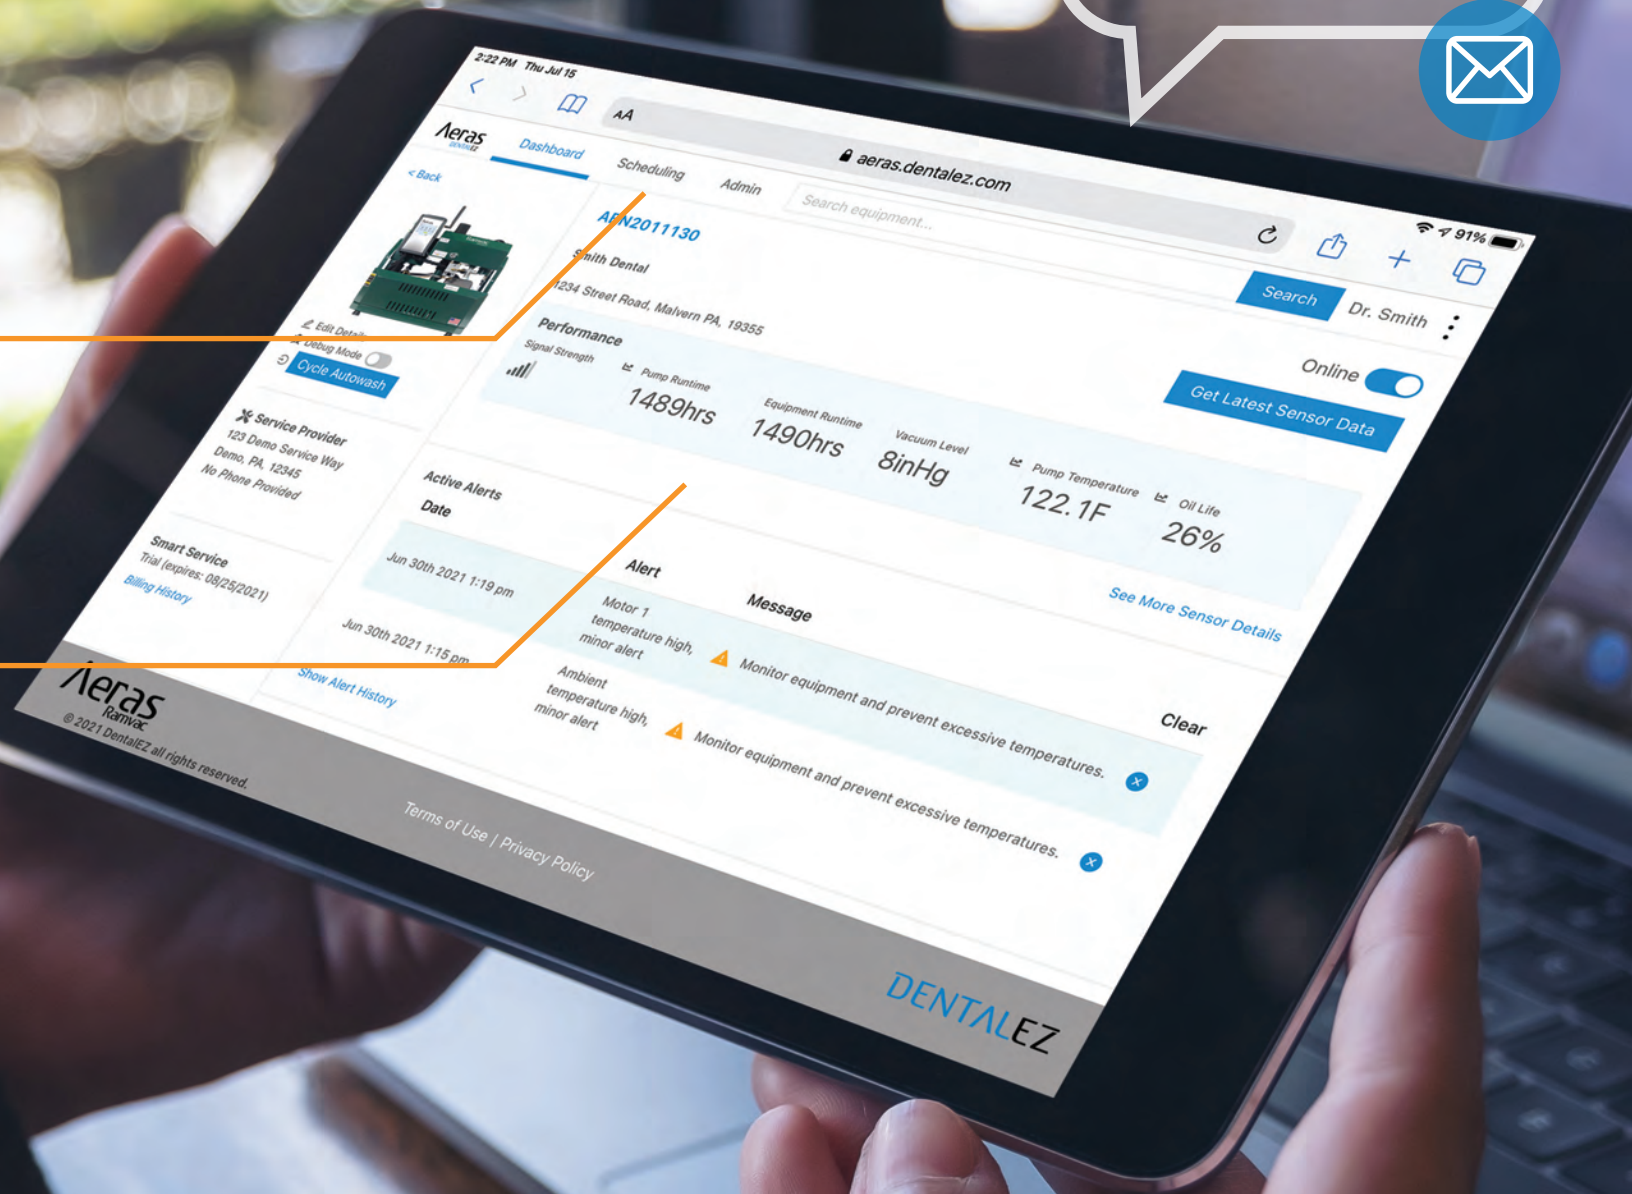 2:22 PM Thu Jul 15
91%
AA
aeras.dentalez.com
Aeras
DENTALEZ
Dashboard
Scheduling
Admin
Search equipment...
Search
Dr. Smith
< Back
Edit Details
Debug Mode
Cycle Autowash
Service Provider
123 Demo Service Way
Demo, PA, 12345
No Phone Provided
Smart Service
Trial (expires: 08/25/2021)
Billing History
Smith Dental
1234 Street Road, Malvern PA, 19355
Online
Get Latest Sensor Data
Performance
Signal Strength
Pump Runtime
1489hrs
Equipment Runtime
1490hrs
Vacuum Level
8inHg
Pump Temperature
122.1F
Oil Life
26%
See More Sensor Details
Active Alerts
Date
Alert
Message
Clear
Jun 30th 2021 1:19 pm
Motor 1
temperature high,
minor alert
Monitor equipment and prevent excessive temperatures.
Jun 30th 2021 1:15 pm
Ambient
temperature high,
minor alert
Monitor equipment and prevent excessive temperatures.
Show Alert History
Aeras
Ramvac
© 2021 DentalEZ all rights reserved.
Terms of Use | Privacy Policy
DENTALEZ